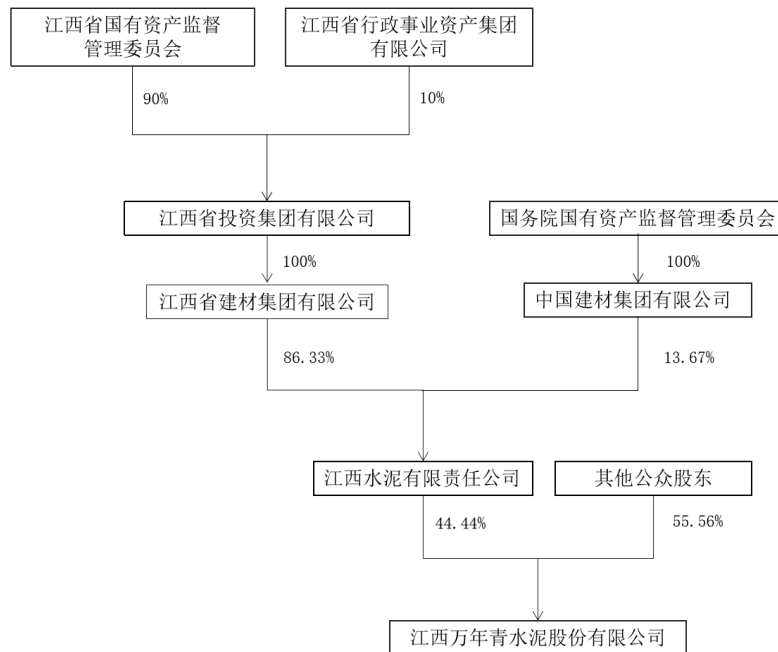 江西省国有资产监督
管理委员会
江西省行政事业资产集团
有限公司
90%
10%
江西省投资集团有限公司
国务院国有资产监督管理委员会
100%
100%
江西省建材集团有限公司
中国建材集团有限公司
86.33%
13.67%
江西水泥有限责任公司
其他公众股东
44.44%
55.56%
江西万年青水泥股份有限公司